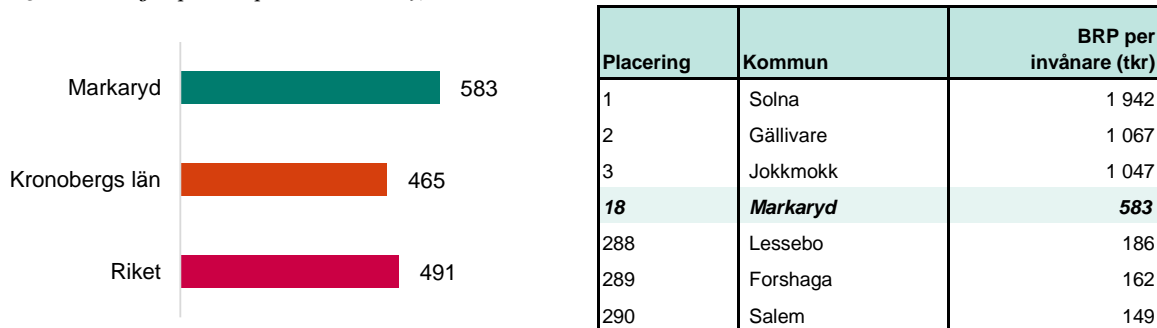 Markaryd 583
Kronobergs län 465
Riket 491
Placering Kommun BRP per invånare (tkr)
1 Solna 1 942
2 Gällivare 1 067
3 Jokkmokk 1 047
18 Markaryd 583
288 Lessebo 186
289 Forshaga 162
290 Salem 149